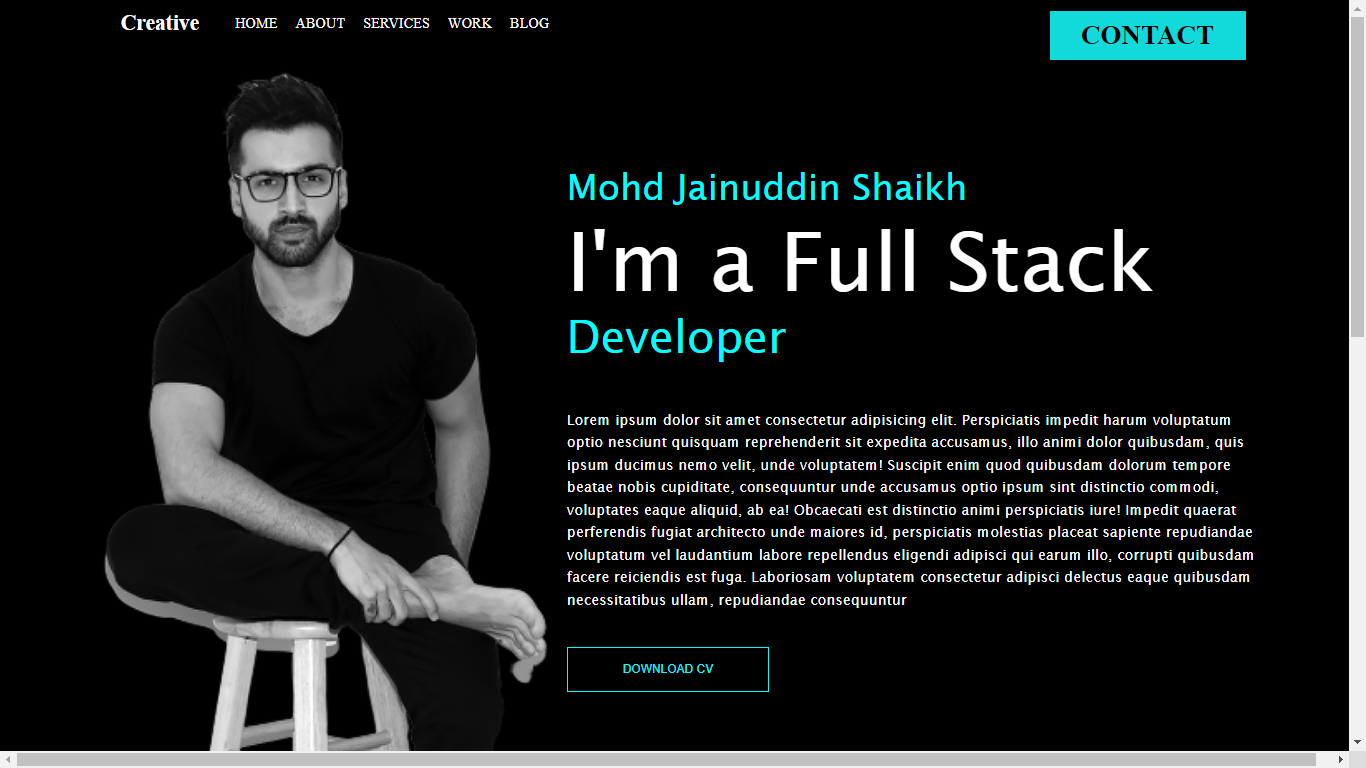 Creative HOME ABOUT SERVICES WORK BLOG CONTACT
Mohd Jainuddin Shaikh
I'm a Full Stack
Developer
Lorem ipsum dolor sit amet consectetur adipisicing elit. Perspiciatis impedit harum voluptatum
optio nesciunt quisquam reprehenderit sit expedita accusamus, illo animi dolor quibusdam, quis
ipsum ducimus nemo velit, unde voluptatem! Suscipit enim quod quibusdam dolorum tempore
beatae nobis cupiditate, consequuntur unde accusamus optio ipsum sint distinctio commodi,
voluptates eaque aliquid, ab ea! Obcaecati est distinctio animi perspiciatis iure! Impedit quaerat
perferendis fugiat architecto unde maiores id, perspiciatis molestias placeat sapiente repudiandae
voluptatum vel laudantium labore repellendus eligendi adipisci qui earum illo, corrupti quibusdam
facere reiciendis est fuga. Laboriosam voluptatem consectetur adipisci delectus eaque quibusdam
necessitatibus ullam, repudiandae consequuntur
DOWNLOAD CV